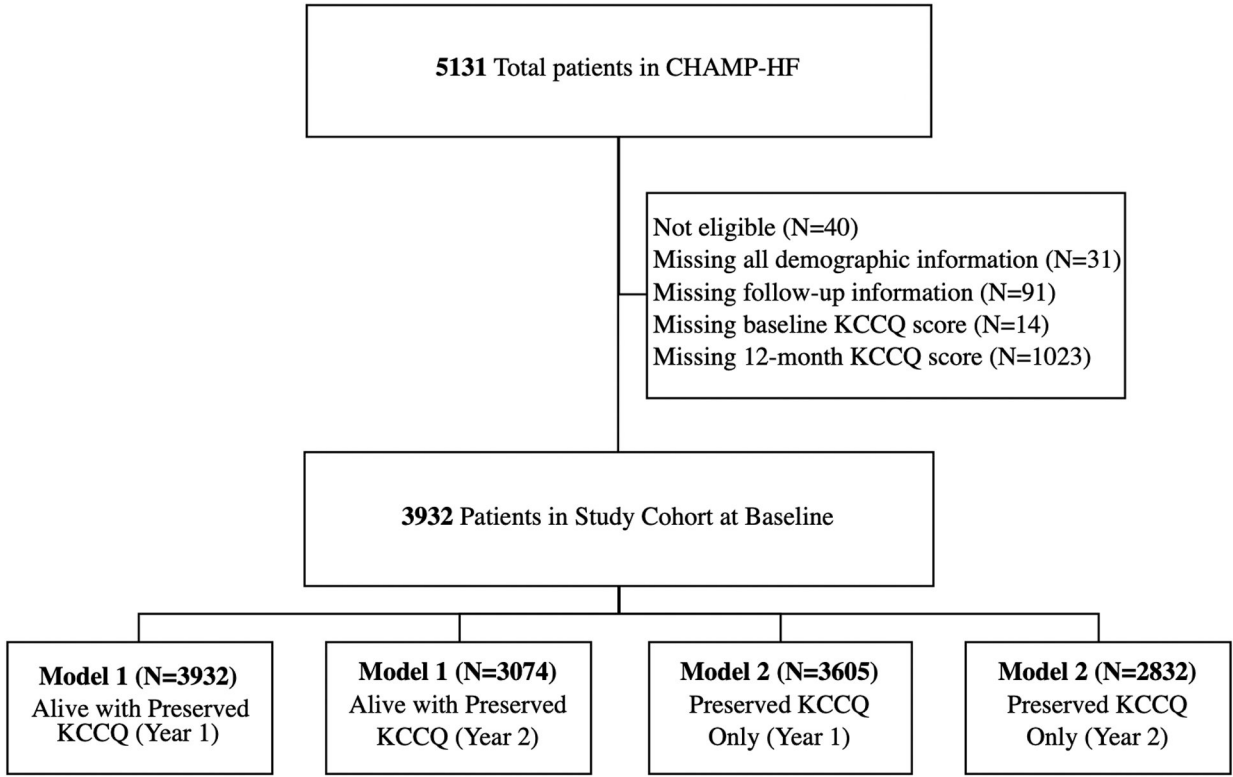 5131 Total patients in CHAMP-HF
Not eligible (N=40)
Missing all demographic information (N=31)
Missing follow-up information (N=91)
Missing baseline KCCQ score (N=14)
Missing 12-month KCCQ score (N=1023)
3932 Patients in Study Cohort at Baseline
Model 1 (N=3932)
Alive with Preserved
KCCQ (Year 1)
Model 1 (N=3074)
Alive with Preserved
KCCQ (Year 2)
Model 2 (N=3605)
Preserved KCCQ
Only (Year 1)
Model 2 (N=2832)
Preserved KCCQ
Only (Year 2)